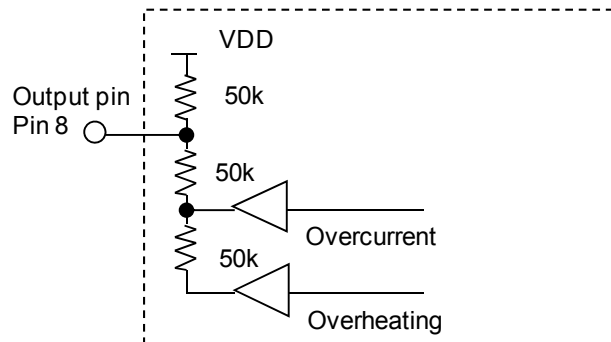 VDD
50k
Output pin
Pin 8
50k
Overcurrent
50k
Overheating